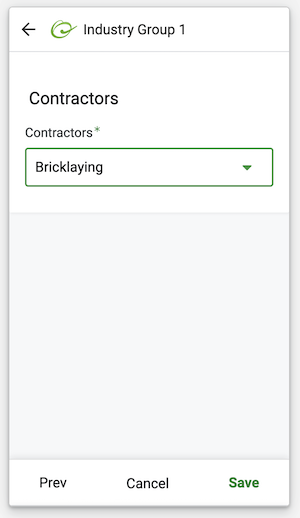 Industry Group 1
Contractors
Contractors*
Bricklaying
Prev Cancel Save